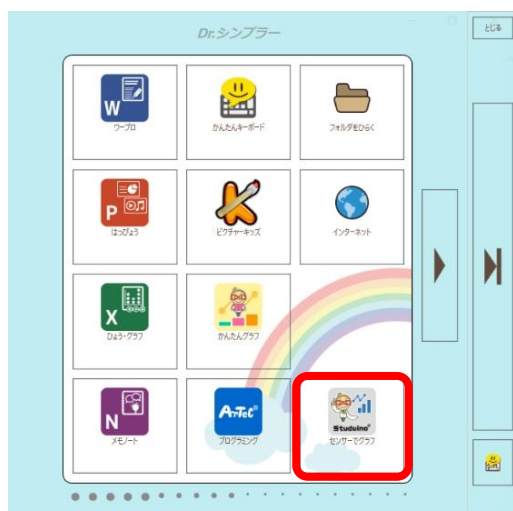 Dr.シンプラー
とじる
W
ワープロ
かんたんキーボード
フォルダをひらく
P
はっぴょう
K
ピクチャーキッズ
インターネット
X
ひょう・グラフ
かんたんグラフ
N
メモノート
ArTeC®
プログラミング
Studuino®
センサーでグラフ